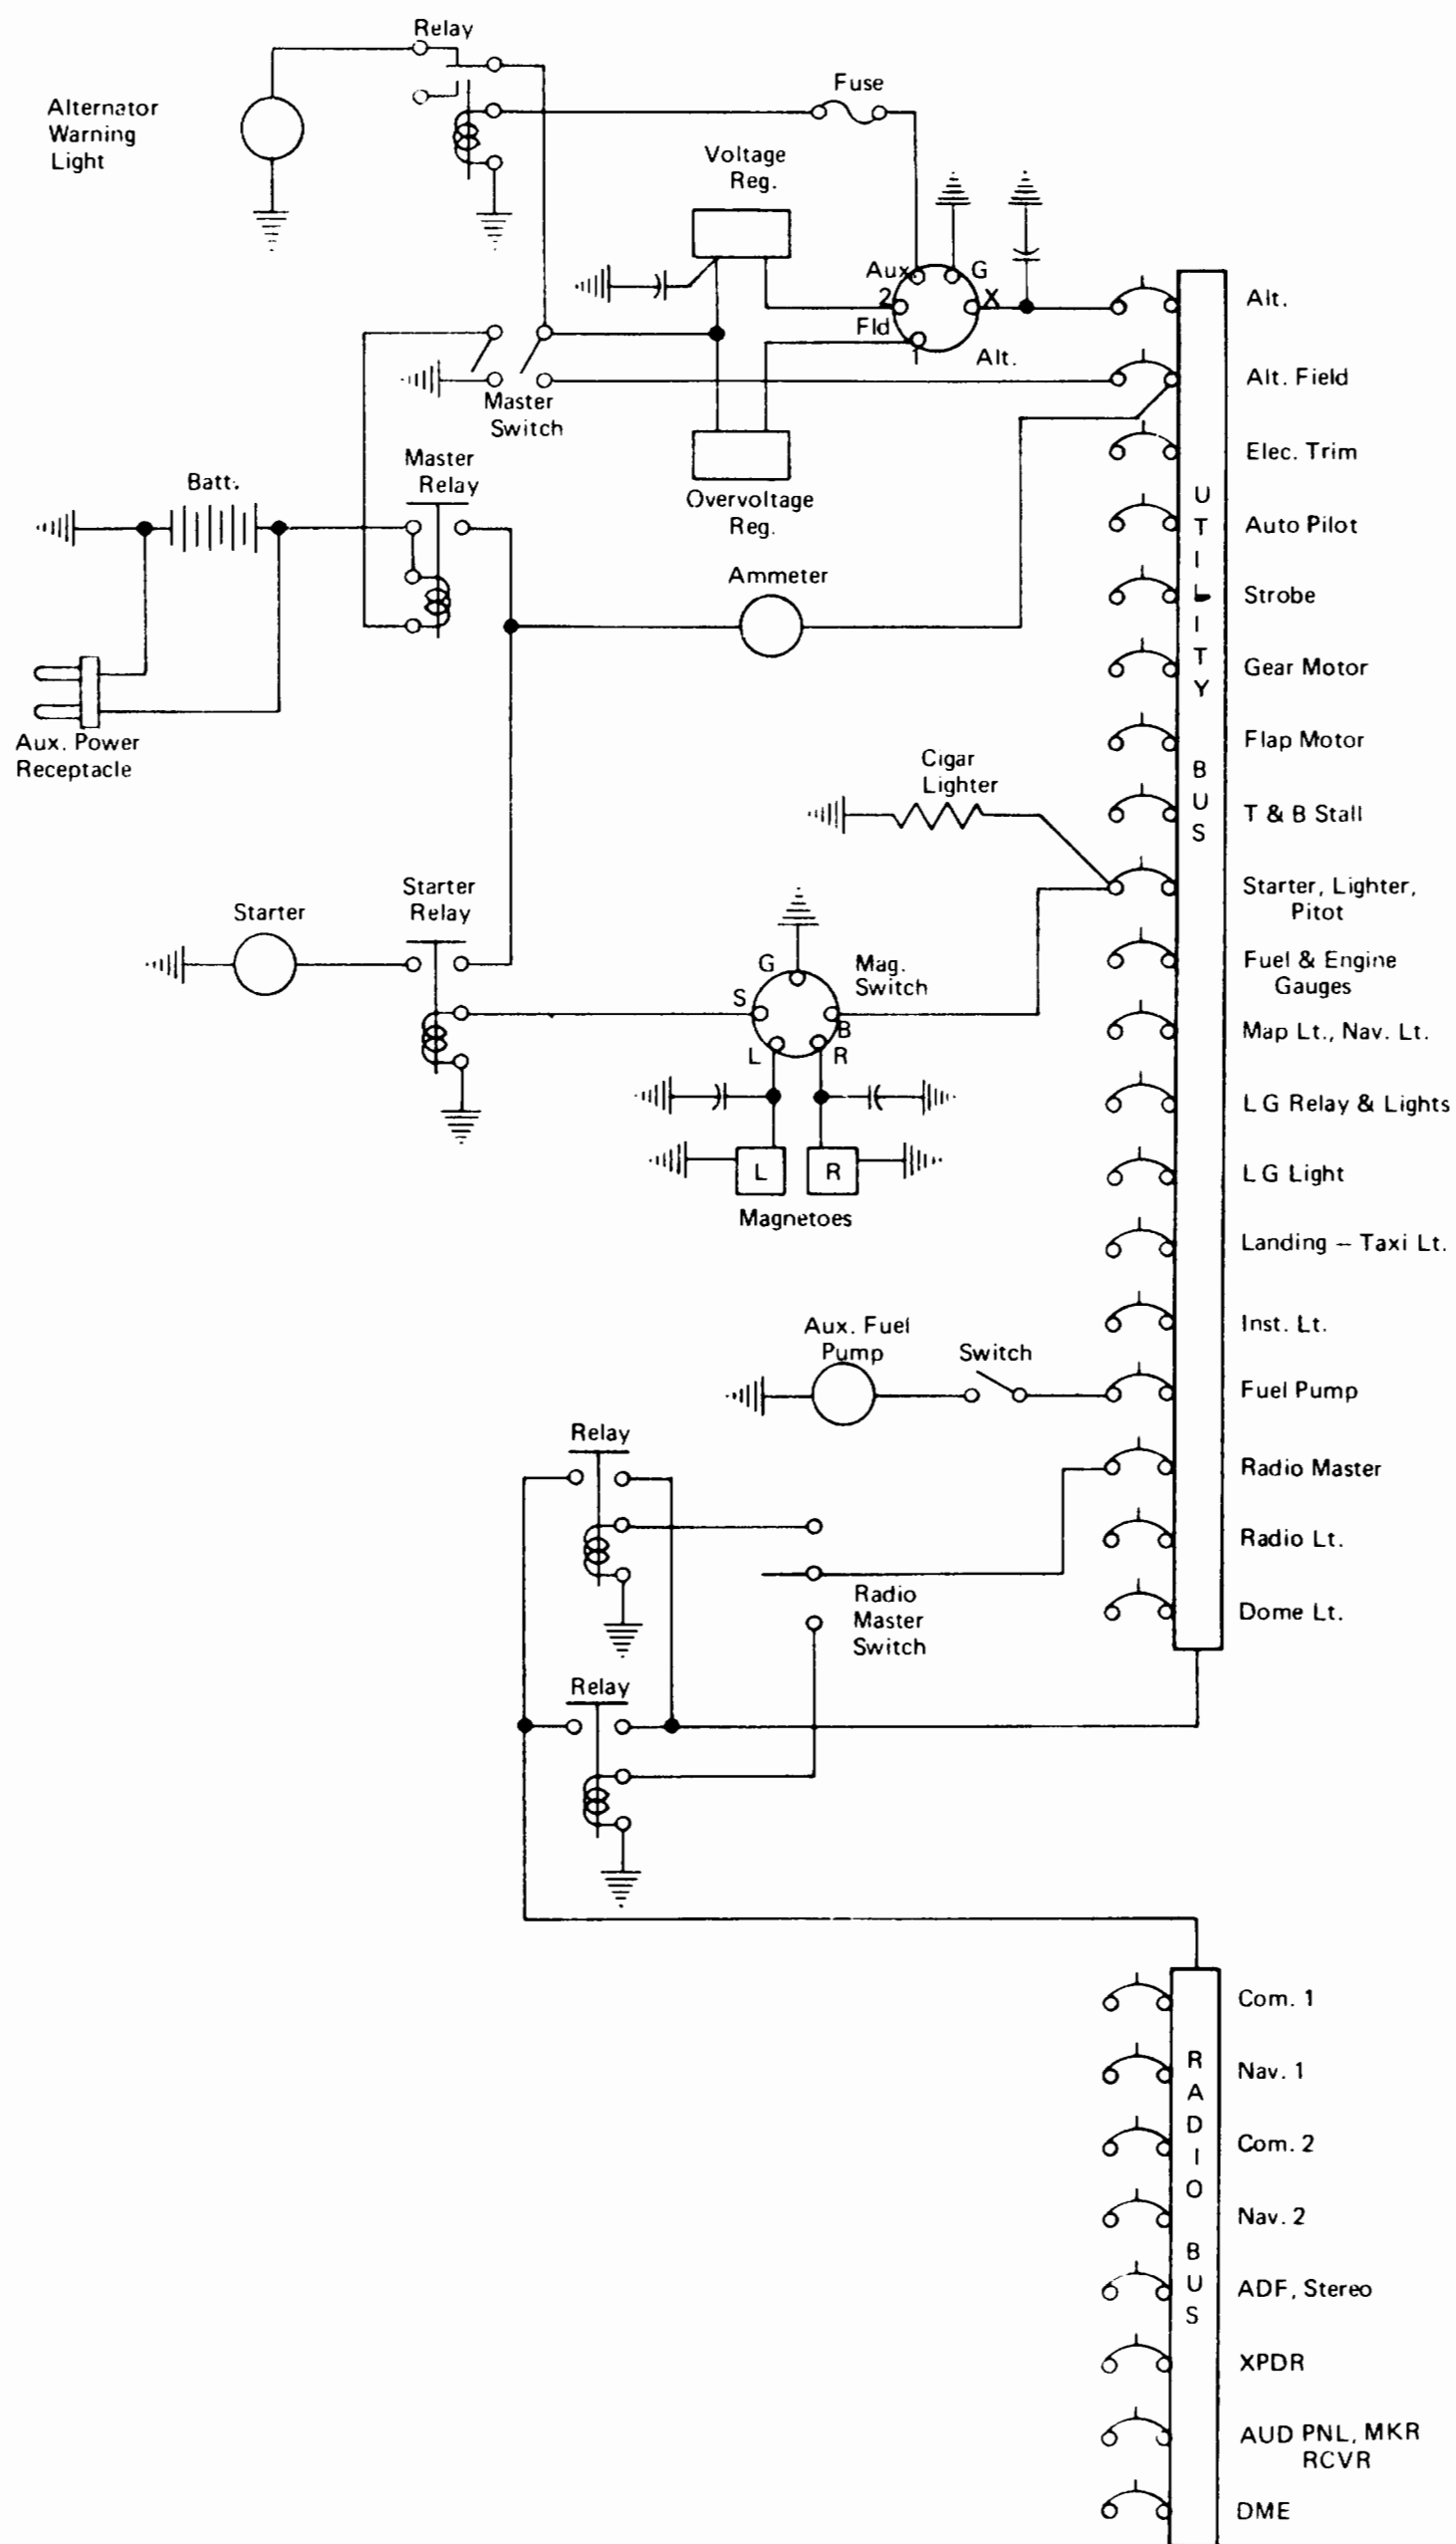 Relay
Alternator
Warning
Light
Fuse
Voltage
Reg.
Aux.
G
2
X
Fld
1
Alt.
Master
Switch
Overvoltage
Reg.
Master
Relay
Batt.
Ammeter
Aux. Power
Receptacle
Cigar
Lighter
Starter
Starter
Relay
G
Mag.
Switch
S
B
L
R
L
R
Magnetoes
Aux. Fuel
Pump
Switch
Relay
Radio
Master
Switch
Relay
UTILITY
BUS
Alt.
Alt. Field
Elec. Trim
Auto Pilot
Strobe
Gear Motor
Flap Motor
T & B Stall
Starter, Lighter,
Pitot
Fuel & Engine
Gauges
Map Lt., Nav. Lt.
L G Relay & Lights
L G Light
Landing – Taxi Lt.
Inst. Lt.
Fuel Pump
Radio Master
Radio Lt.
Dome Lt.
RADIO
BUS
Com. 1
Nav. 1
Com. 2
Nav. 2
ADF, Stereo
XPDR
AUD PNL, MKR
RCVR
DME